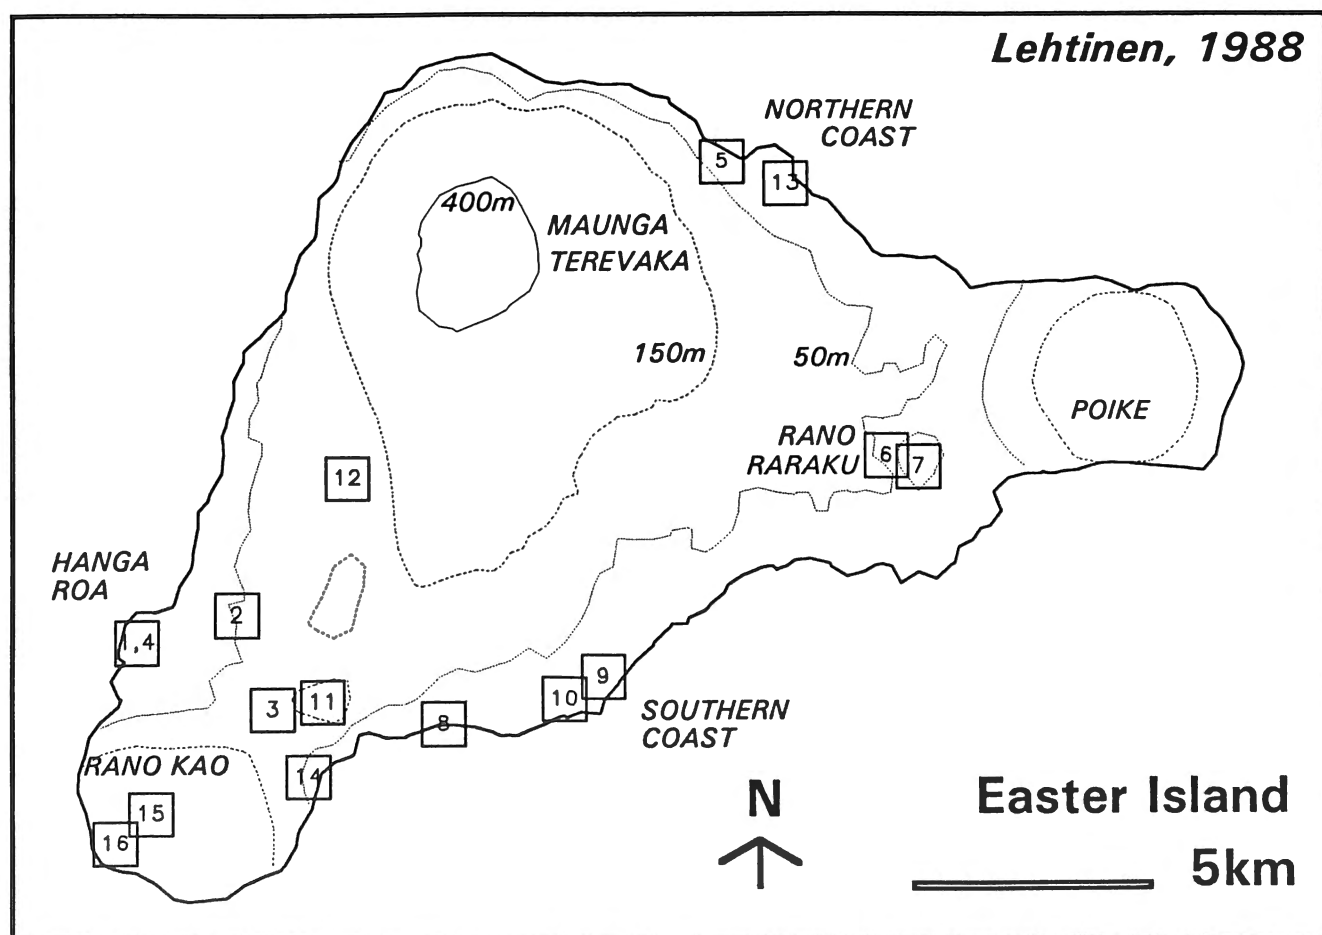 Lehtinen, 1988
NORTHERN
COAST
5
13
400m
MAUNGA
TEREVAKA
150m
50m
POIKE
RANO
RARAKU
6
7
12
HANGA
ROA
2
1,4
9
10
3
11
8
SOUTHERN
COAST
RANO KAO
14
15
16
N
Easter Island
5km